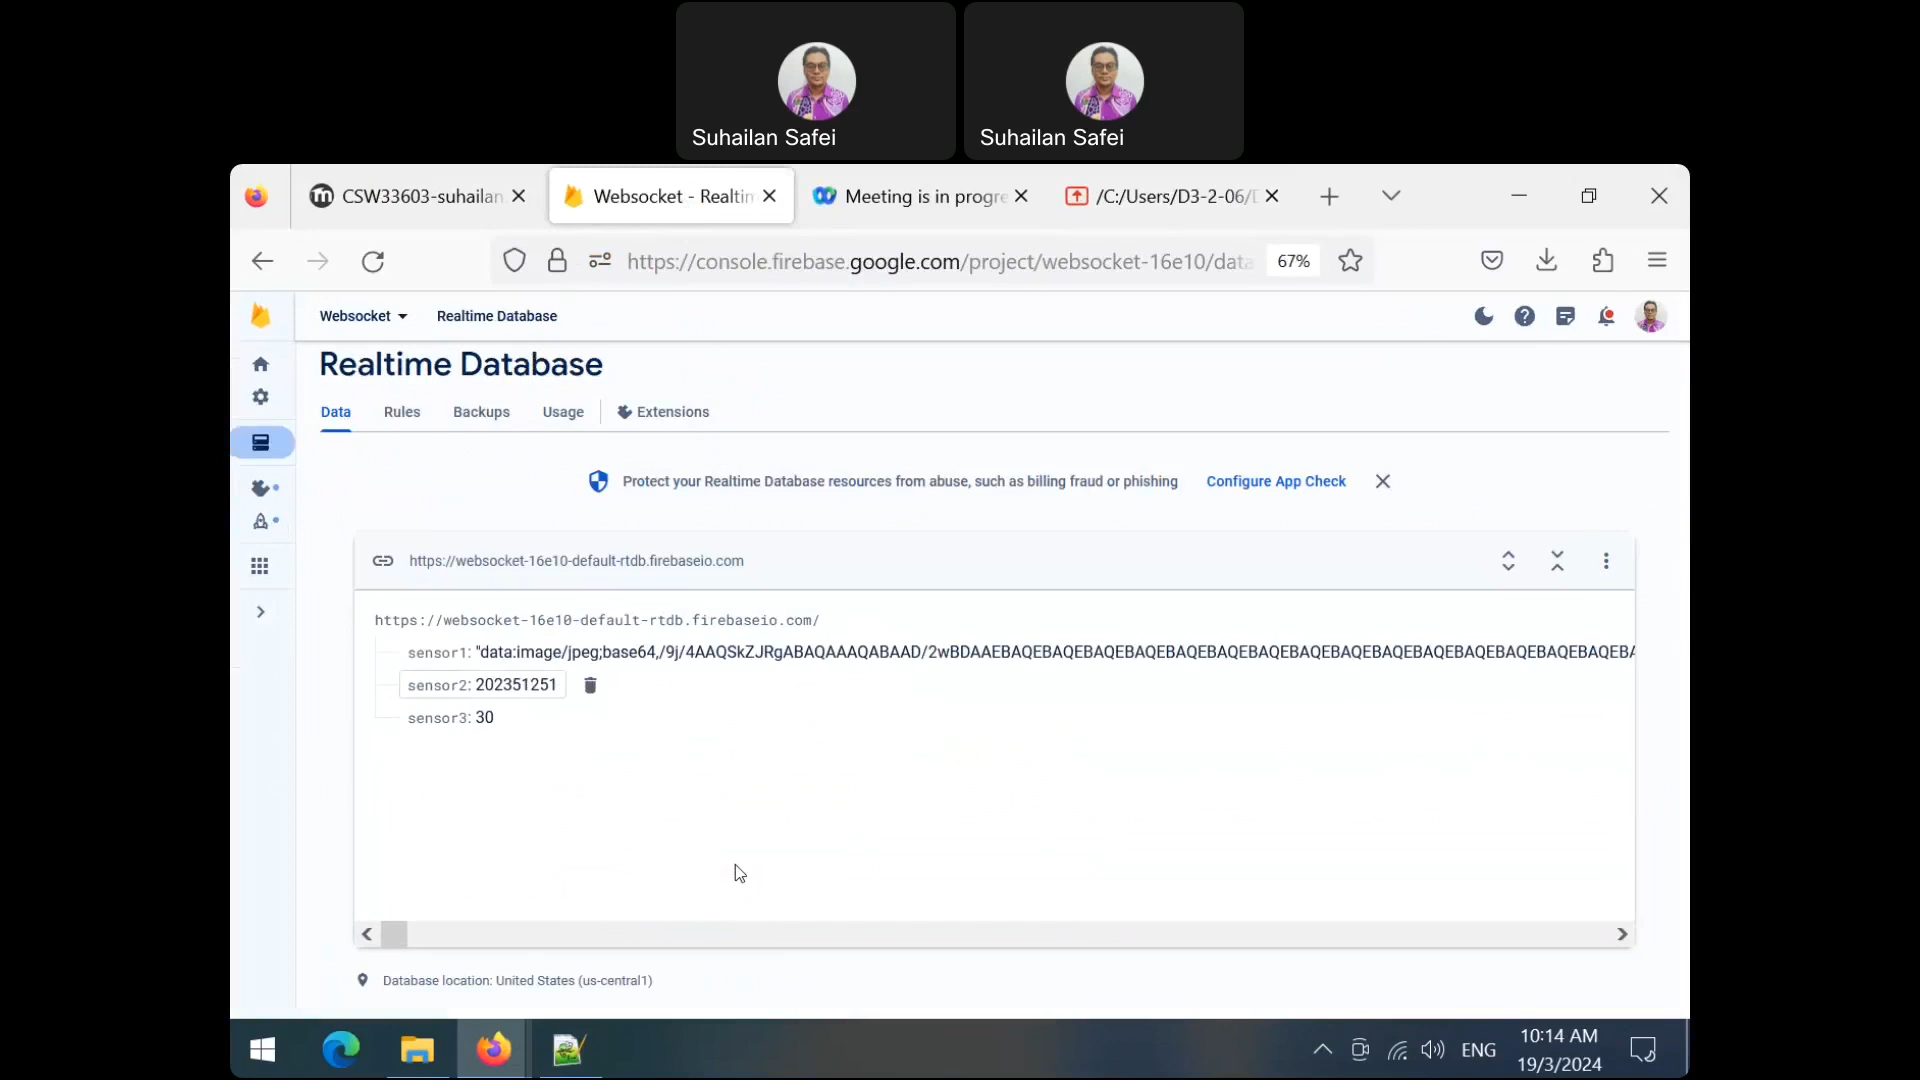 Suhailan Safei
Suhailan Safei
CSW33603-suhailan
Websocket - Realtim
Meeting is in progre
/C:/Users/D3-2-06/D
https://console.firebase.google.com/project/websocket-16e10/data
67%
Websocket
Realtime Database
Realtime Database
Data
Rules
Backups
Usage
Extensions
Protect your Realtime Database resources from abuse, such as billing fraud or phishing
Configure App Check
https://websocket-16e10-default-rtdb.firebaseio.com
https://websocket-16e10-default-rtdb.firebaseio.com/
sensor1: "data:image/jpeg;base64,/9j/4AAQSkZJRgABAQAAAQABAAD/2wBDAAEBAQEBAQEBAQEBAQEBAQEBAQEBAQEBAQEBAQEBAQEBAQEBAQEBAQEBAQEBAQEBA
sensor2: 202351251
sensor3: 30
Database location: United States (us-central1)
ENG
10:14 AM
19/3/2024